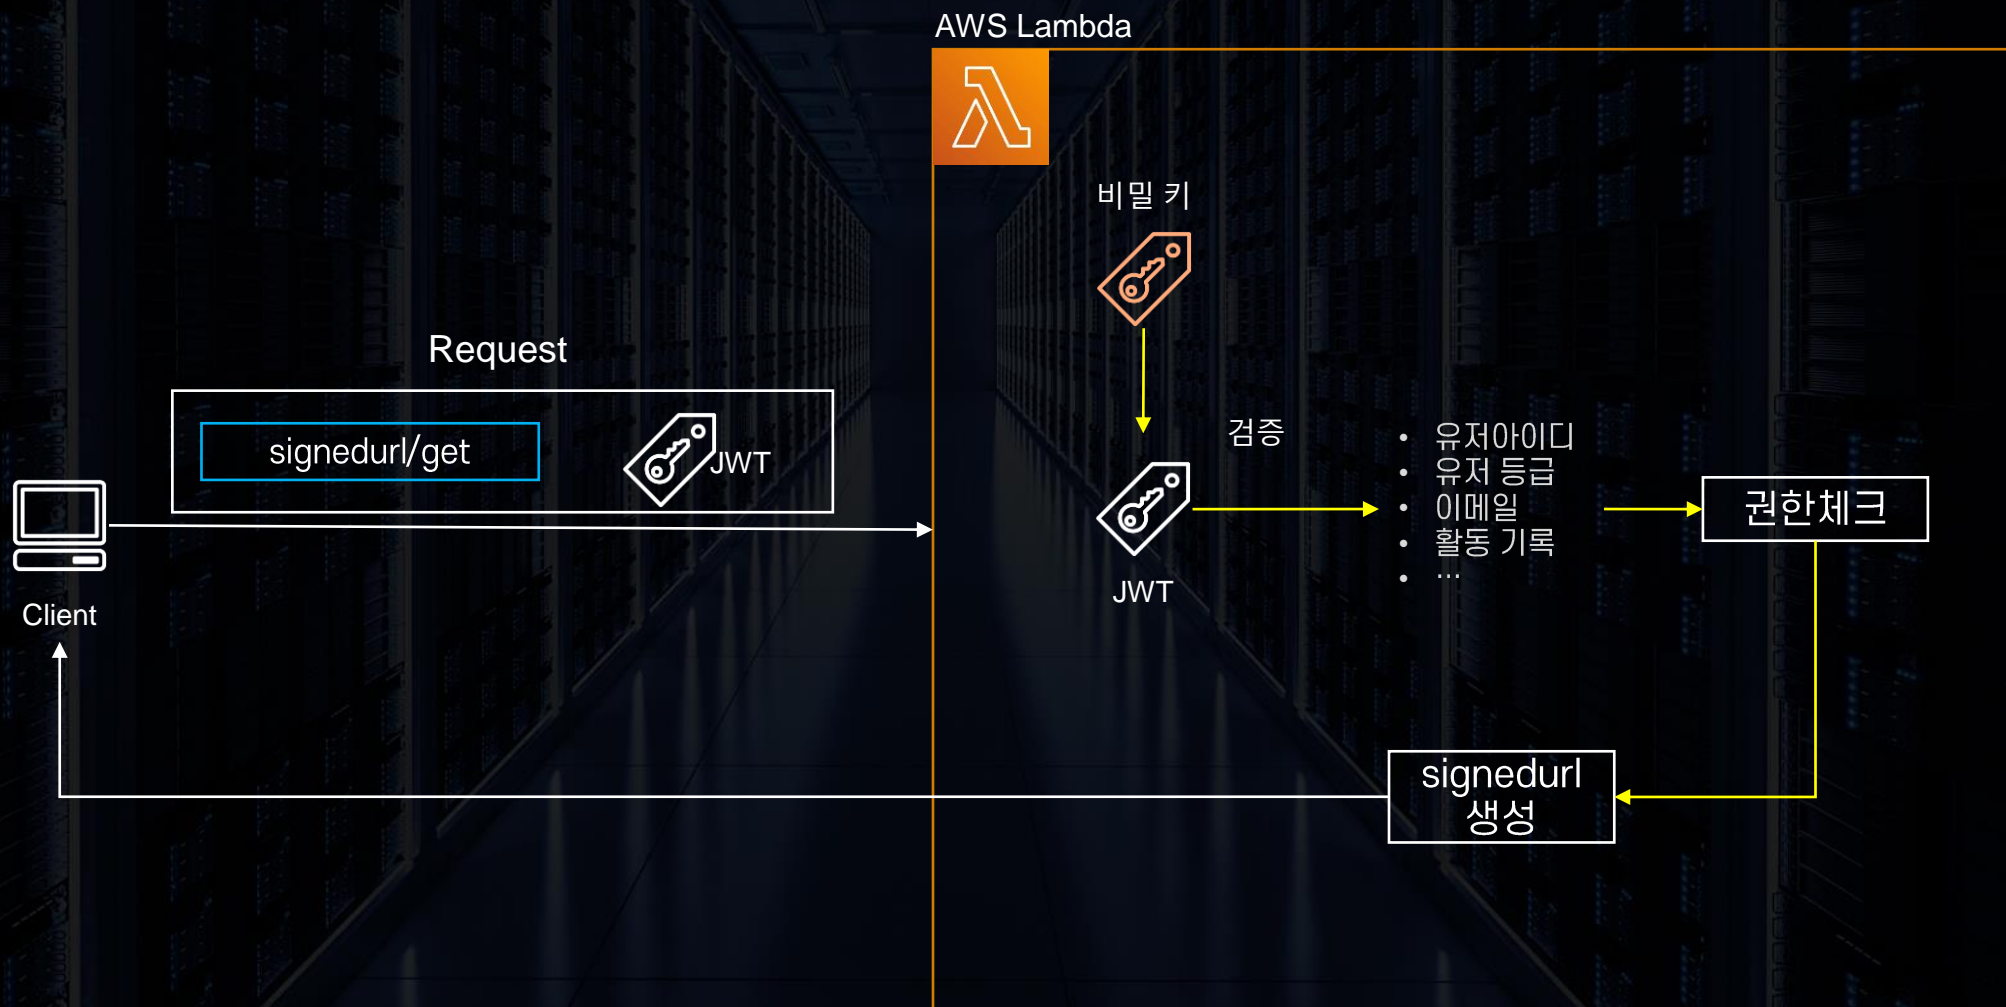 AWS Lambda
비밀 키
Request
signedurl/get
JWT
검증
• 유저아이디
• 유저 등급
• 이메일
• 활동 기록
• …
권한체크
JWT
Client
signedurl
생성